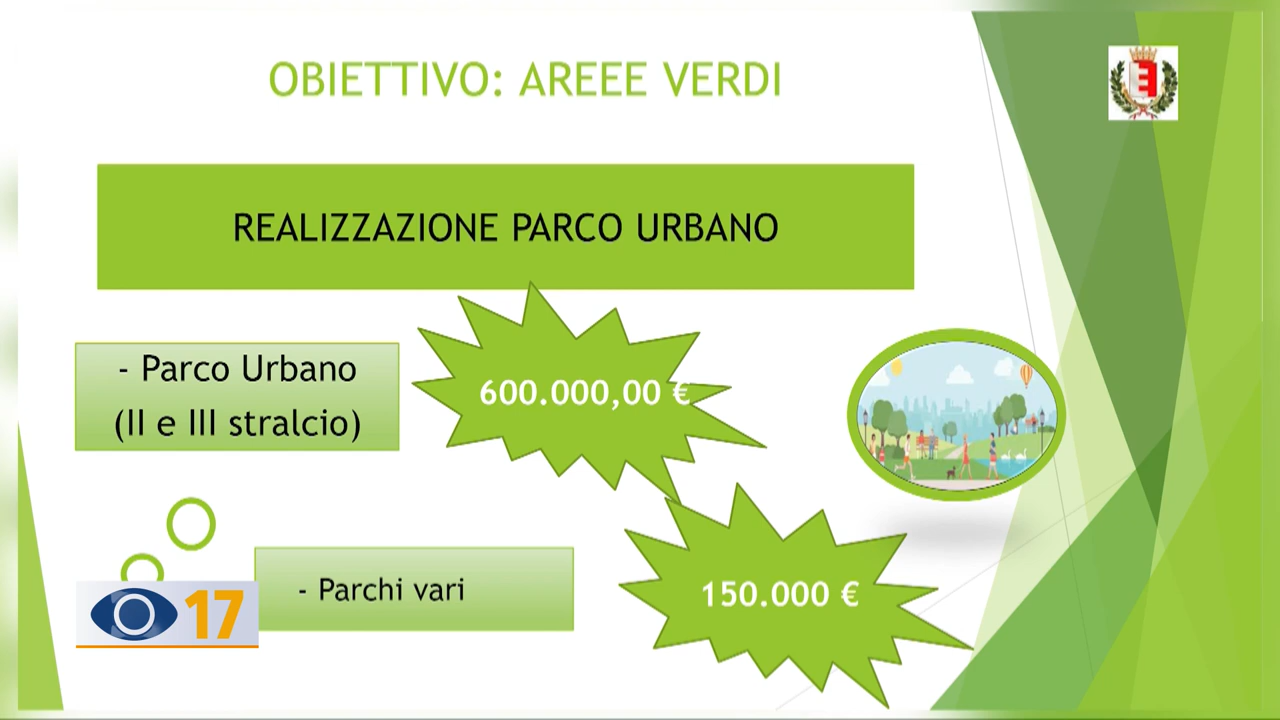 OBIETTIVO: AREEE VERDI
REALIZZAZIONE PARCO URBANO
- Parco Urbano
(II e III stralcio)
600.000,00 €
- Parchi vari
150.000 €
17